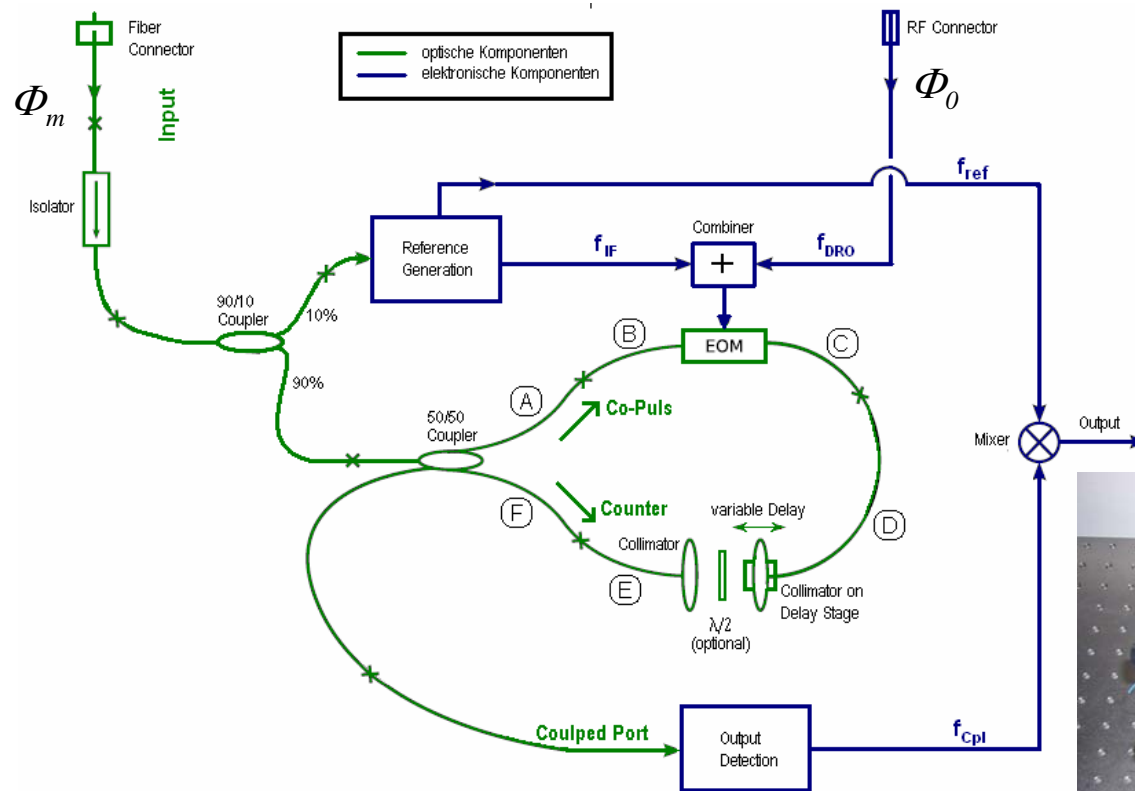 Fiber
Connector
Φm
Input
optische Komponenten
elektronische Komponenten
RF Connector
Φ0
Isolator
fref
Reference
Generation
fIF
Combiner
+
fDRO
90/10
Coupler
10%
90%
EOM
B
C
A
Co-Puls
50/50
Coupler
Mixer
Output
F
Counter
variable Delay
D
Collimator
E
Collimator on
Delay Stage
λ/2
(optional)
Coulped Port
Output
Detection
fCpl